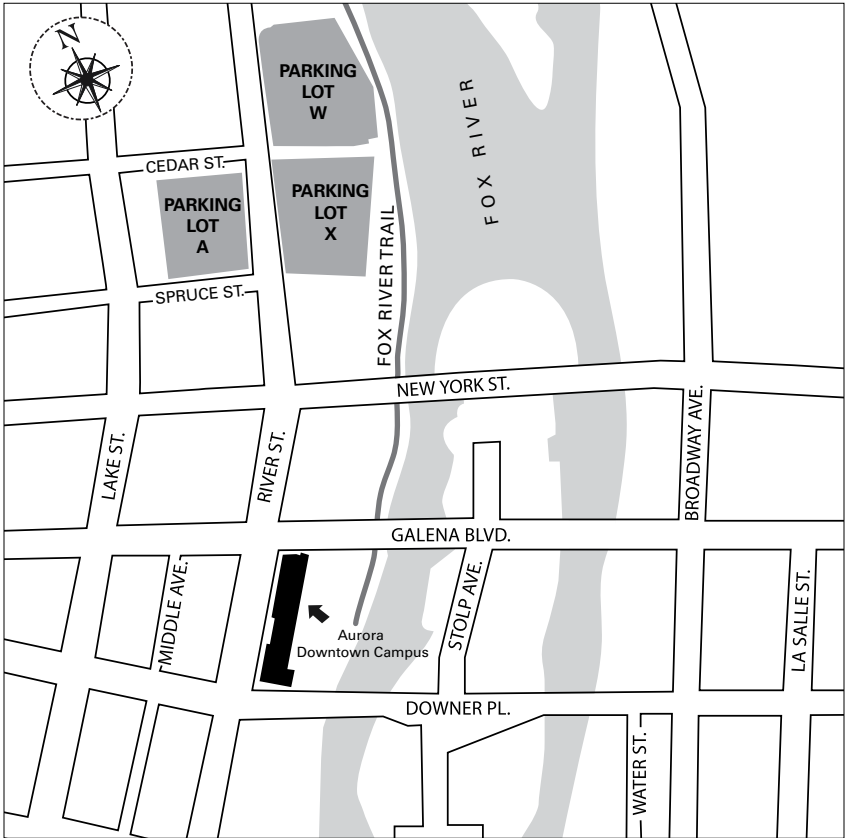 N
PARKING
LOT
W
FOX RIVER
CEDAR ST.
PARKING
LOT
A
PARKING
LOT
X
FOX RIVER TRAIL
SPRUCE ST.
NEW YORK ST.
LAKE ST.
RIVER ST.
BROADWAY AVE.
GALENA BLVD.
MIDDLE AVE.
STOLP AVE.
LA SALLE ST.
Aurora
Downtown Campus
DOWNER PL.
WATER ST.